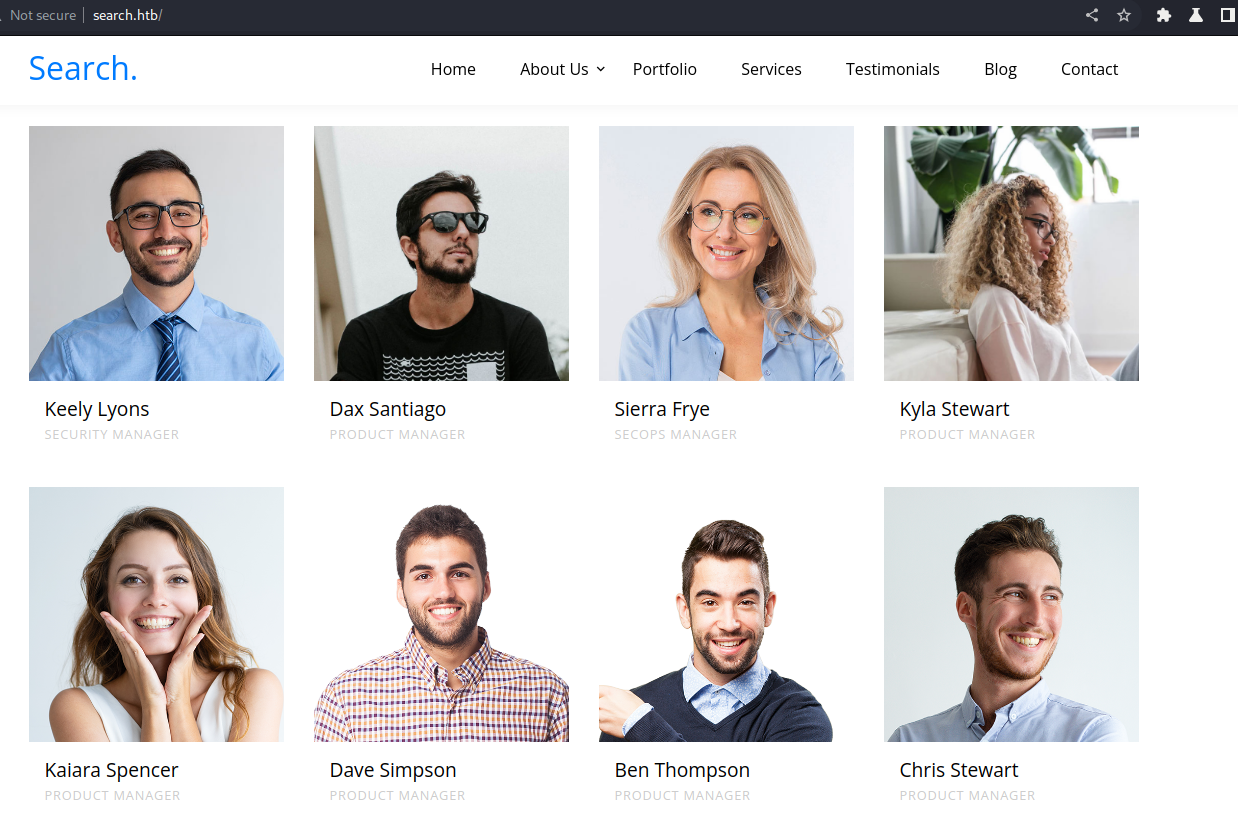 Not secure search.htb/
Search.
Home About Us Portfolio Services Testimonials Blog Contact
Keely Lyons
SECURITY MANAGER
Dax Santiago
PRODUCT MANAGER
Sierra Frye
SECOPS MANAGER
Kyla Stewart
PRODUCT MANAGER
Kaiara Spencer
PRODUCT MANAGER
Dave Simpson
PRODUCT MANAGER
Ben Thompson
PRODUCT MANAGER
Chris Stewart
PRODUCT MANAGER